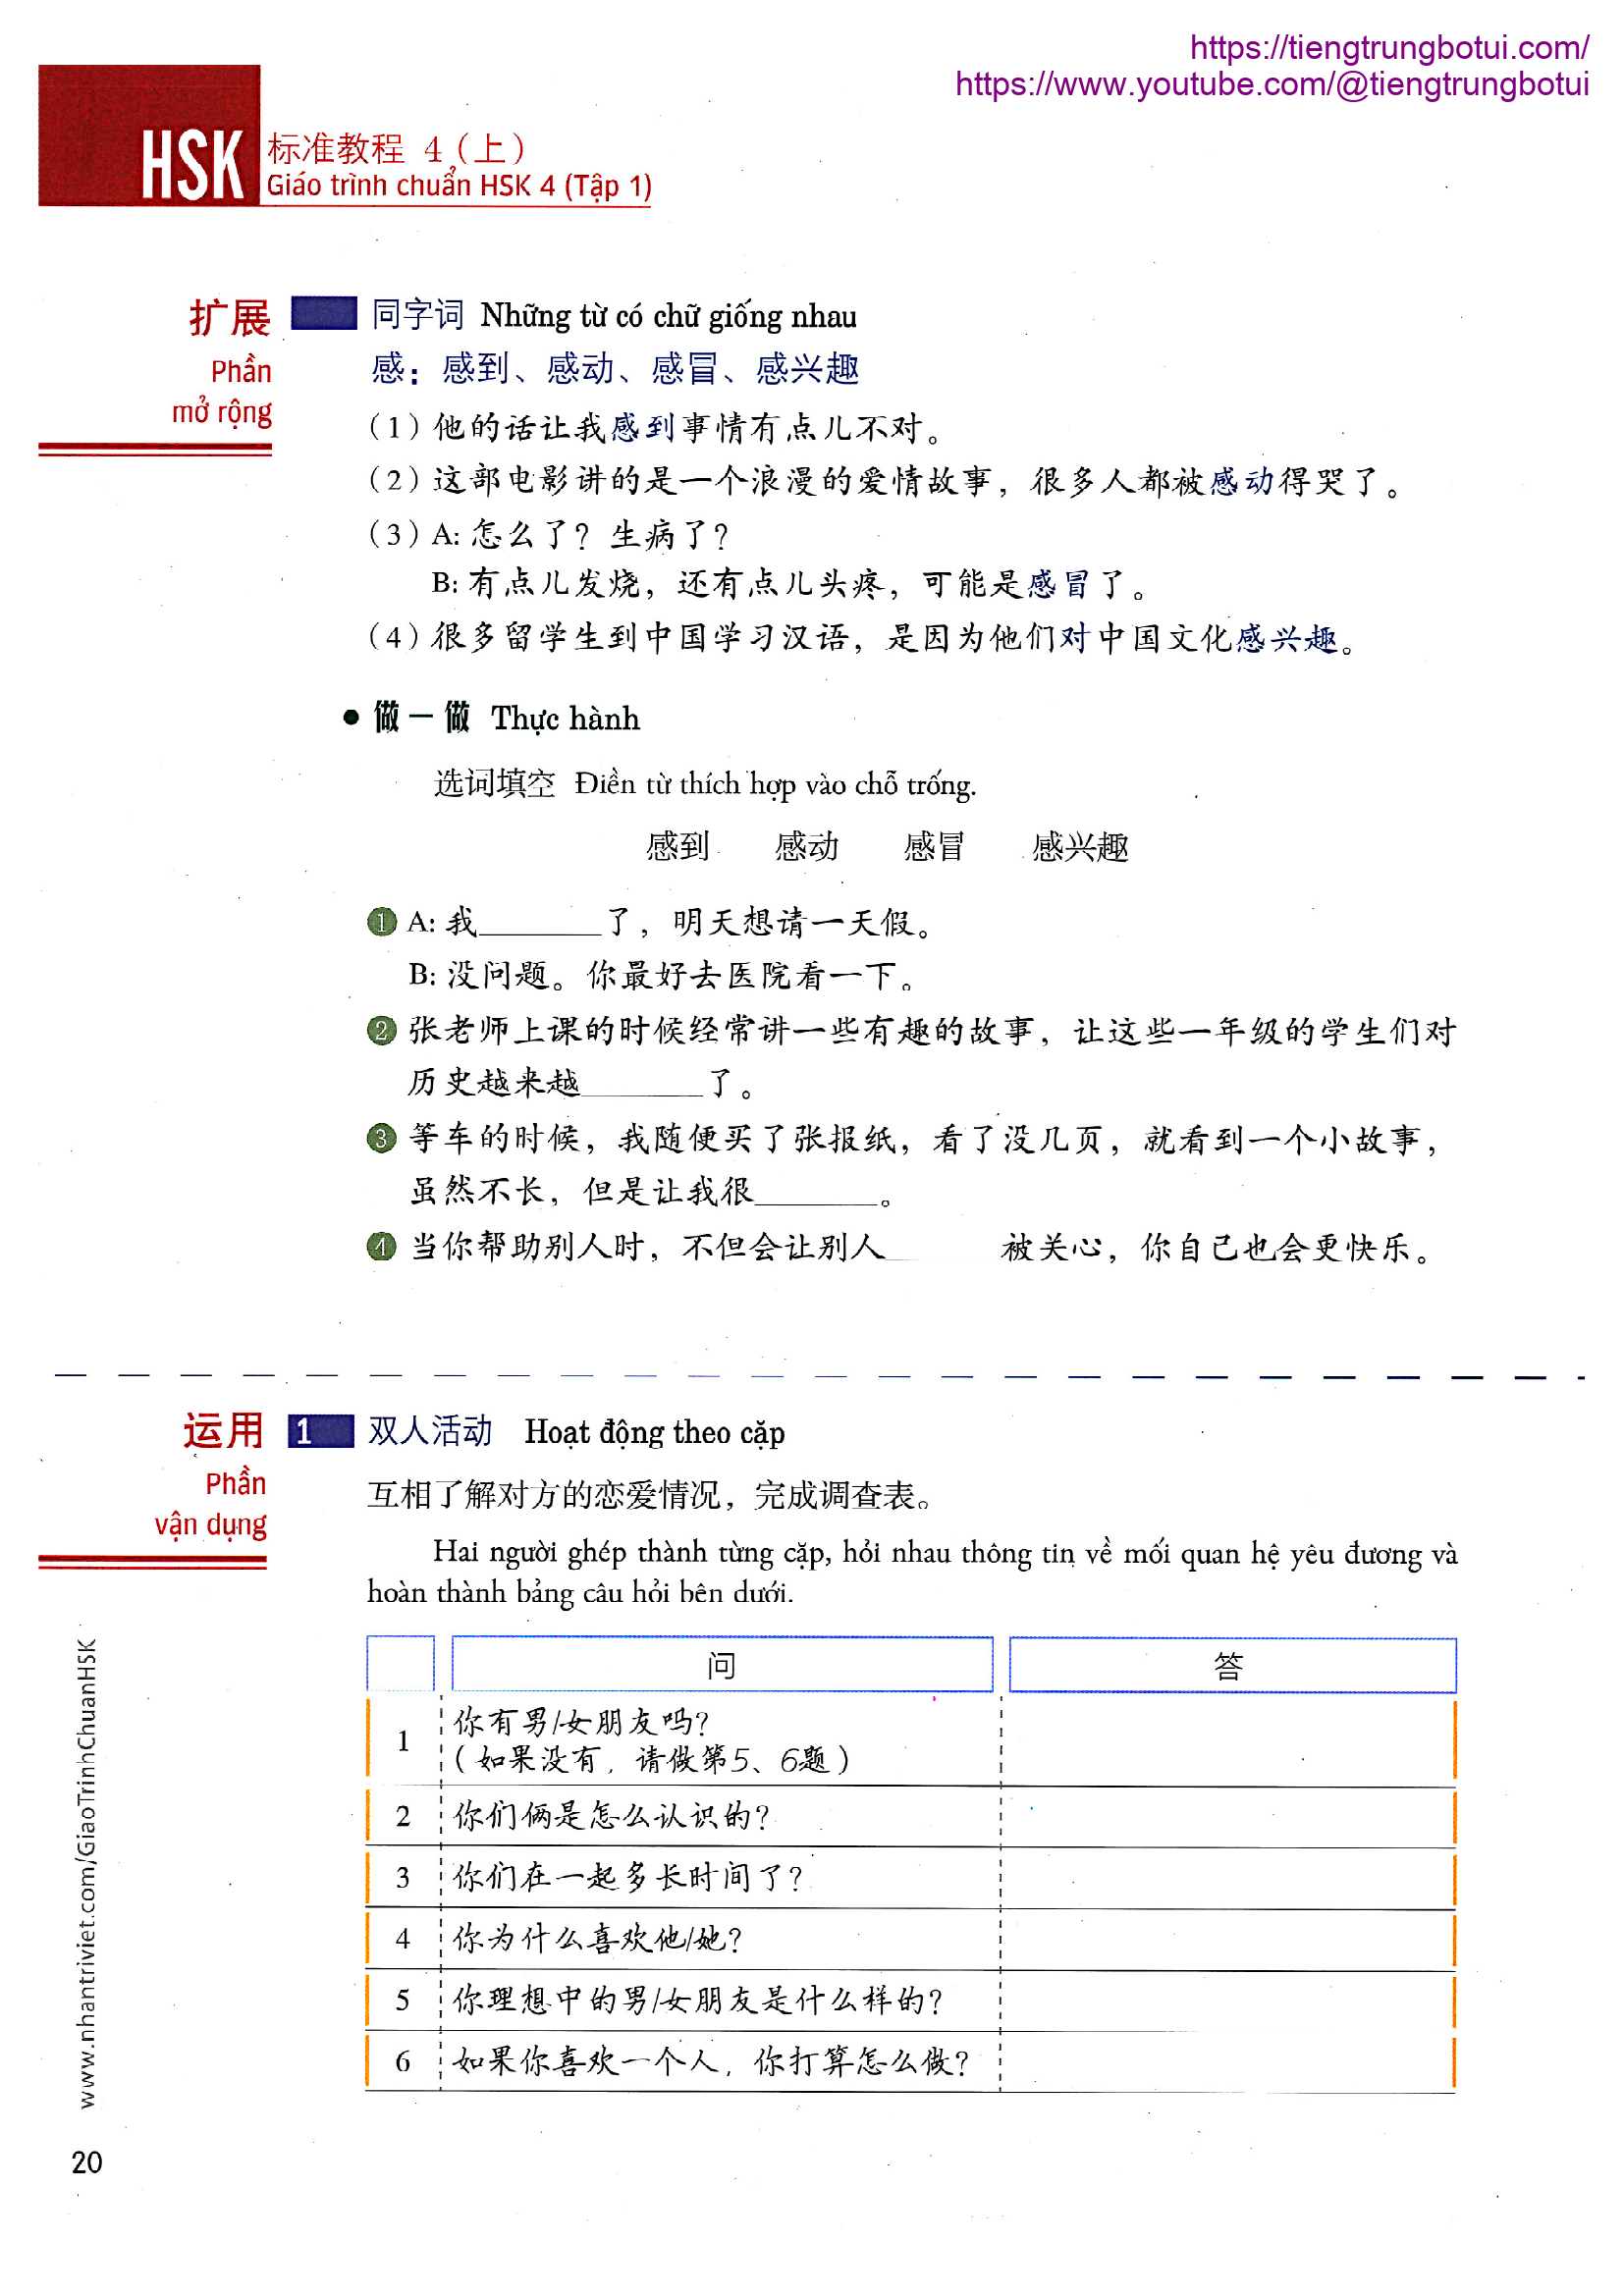 https://tiengtrungbotui.com/
https://www.youtube.com/@tiengtrungbotui
HSK 标准教程 4（上）
Giáo trình chuẩn HSK 4 (Tập 1)
扩展
Phần
mở rộng
同字词 Những từ có chữ giống nhau
感：感到、感动、感冒、感兴趣
（1）他的话让我感到事情有点儿不对。
（2）这部电影讲的是一个浪漫的爱情故事，很多人都被感动得哭了。
（3）A: 怎么了？生病了？
B: 有点儿发烧，还有点儿头疼，可能是感冒了。
（4）很多留学生到中国学习汉语，是因为他们对中国文化感兴趣。
● 做一做 Thực hành
选词填空 Điền từ thích hợp vào chỗ trống.
感到 感动 感冒 感兴趣
1 A: 我________了，明天想请一天假。
B: 没问题。你最好去医院看一下。
2 张老师上课的时候经常讲一些有趣的故事，让这些一年级的学生们对
历史越来越________了。
3 等车的时候，我随便买了张报纸，看了没几页，就看到一个小故事，
虽然不长，但是让我很________。
4 当你帮助别人时，不但会让别人________被关心，你自己也会更快乐。
运用
Phần
vận dụng
1 双人活动 Hoạt động theo cặp
互相了解对方的恋爱情况，完成调查表。
Hai người ghép thành từng cặp, hỏi nhau thông tin về mối quan hệ yêu đương và
hoàn thành bảng câu hỏi bên dưới.
问 答
1 你有男/女朋友吗？
（如果没有，请做第5、6题）
2 你们俩是怎么认识的？
3 你们在一起多长时间了？
4 你为什么喜欢他/她？
5 你理想中的男/女朋友是什么样的？
6 如果你喜欢一个人，你打算怎么做？
www.nhantriviet.com/GiaoTrinhChuanHSK
20